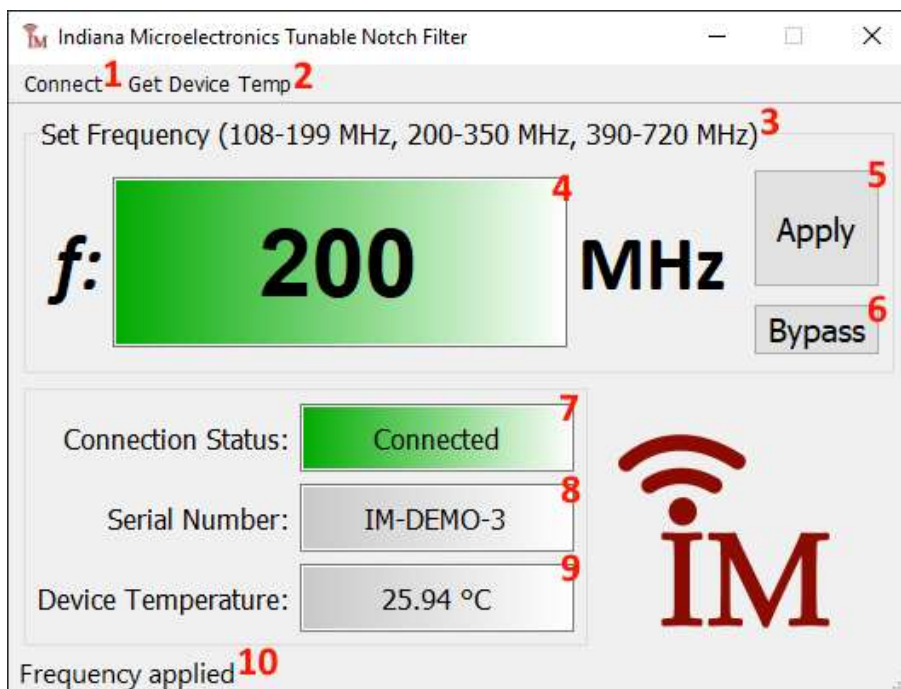 IM Indiana Microelectronics Tunable Notch Filter
Connect 1 Get Device Temp 2
Set Frequency (108-199 MHz, 200-350 MHz, 390-720 MHz) 3
f: 200 4 MHz
Apply 5
Bypass 6
Connection Status: Connected 7
Serial Number: IM-DEMO-3 8
Device Temperature: 25.94 °C 9
IM
Frequency applied 10